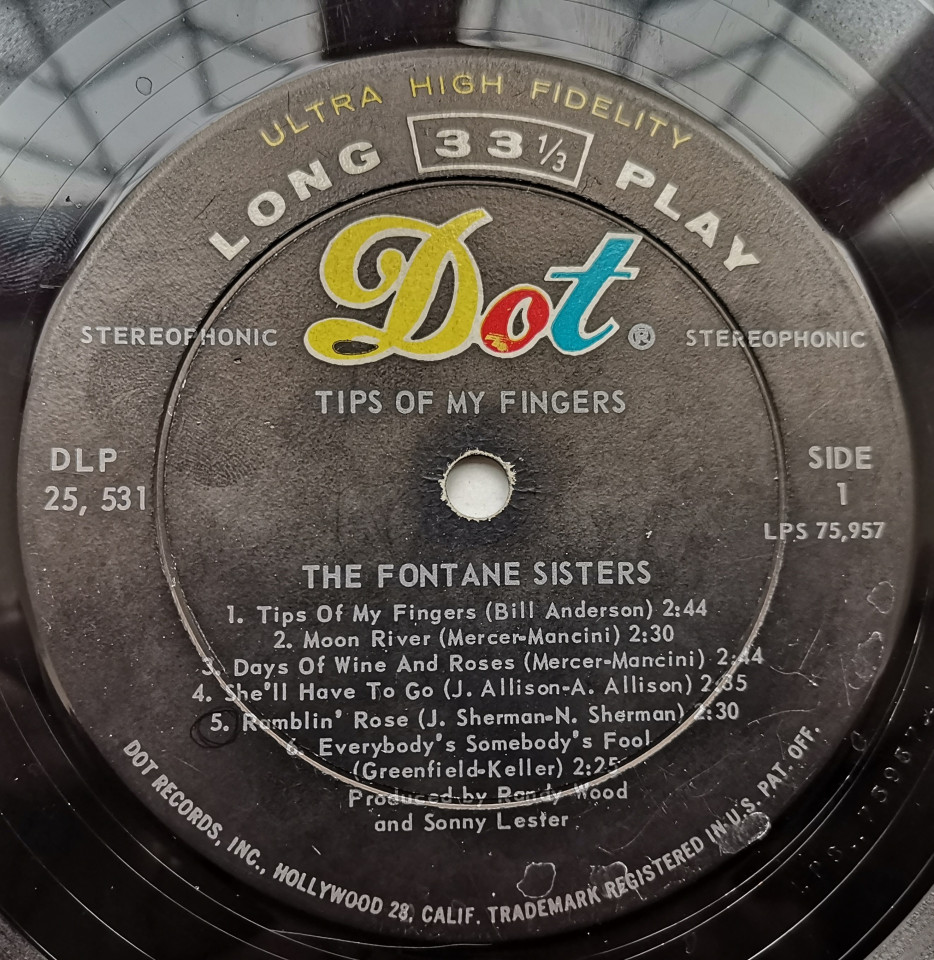 ULTRA HIGH FIDELITY
LONG 33 1/3 PLAY
Dot ®
STEREOPHONIC
STEREOPHONIC
TIPS OF MY FINGERS
DLP
25, 531
SIDE
1
LPS 75,957
THE FONTANE SISTERS
1. Tips Of My Fingers (Bill Anderson) 2:44
2. Moon River (Mercer-Mancini) 2:30
3. Days Of Wine And Roses (Mercer-Mancini) 2:44
4. She'll Have To Go (J. Allison-A. Allison) 2:35
5. Ramblin' Rose (J. Sherman-N. Sherman) 2:30
6. Everybody's Somebody's Fool
(Greenfield-Keller) 2:25
Produced by Randy Wood
and Sonny Lester
DOT RECORDS, INC., HOLLYWOOD 28, CALIF. TRADEMARK REGISTERED IN U.S. PAT. OFF.